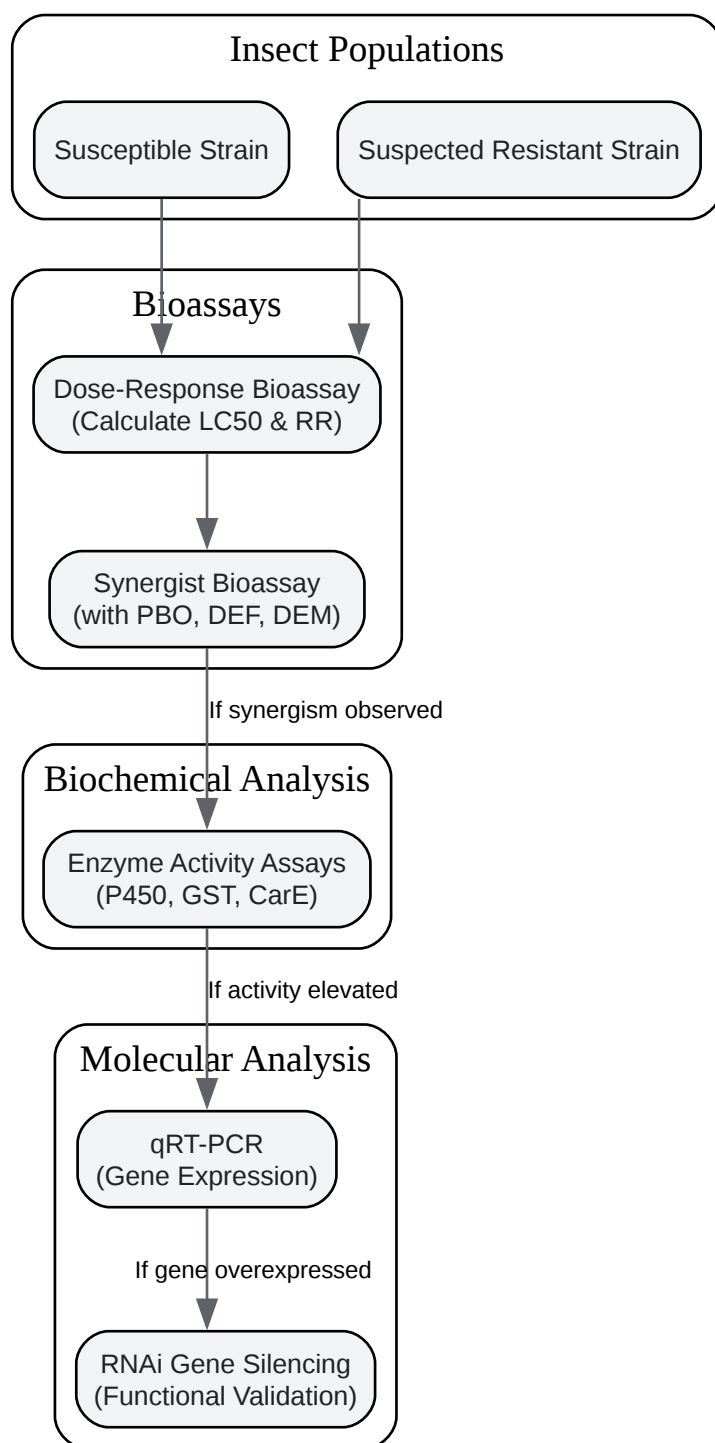 Insect Populations
Susceptible Strain
Suspected Resistant Strain
Bioassays
Dose-Response Bioassay
(Calculate LC50 & RR)
Synergist Bioassay
(with PBO, DEF, DEM)
If synergism observed
Biochemical Analysis
Enzyme Activity Assays
(P450, GST, CarE)
If activity elevated
Molecular Analysis
qRT-PCR
(Gene Expression)
If gene overexpressed
RNAi Gene Silencing
(Functional Validation)